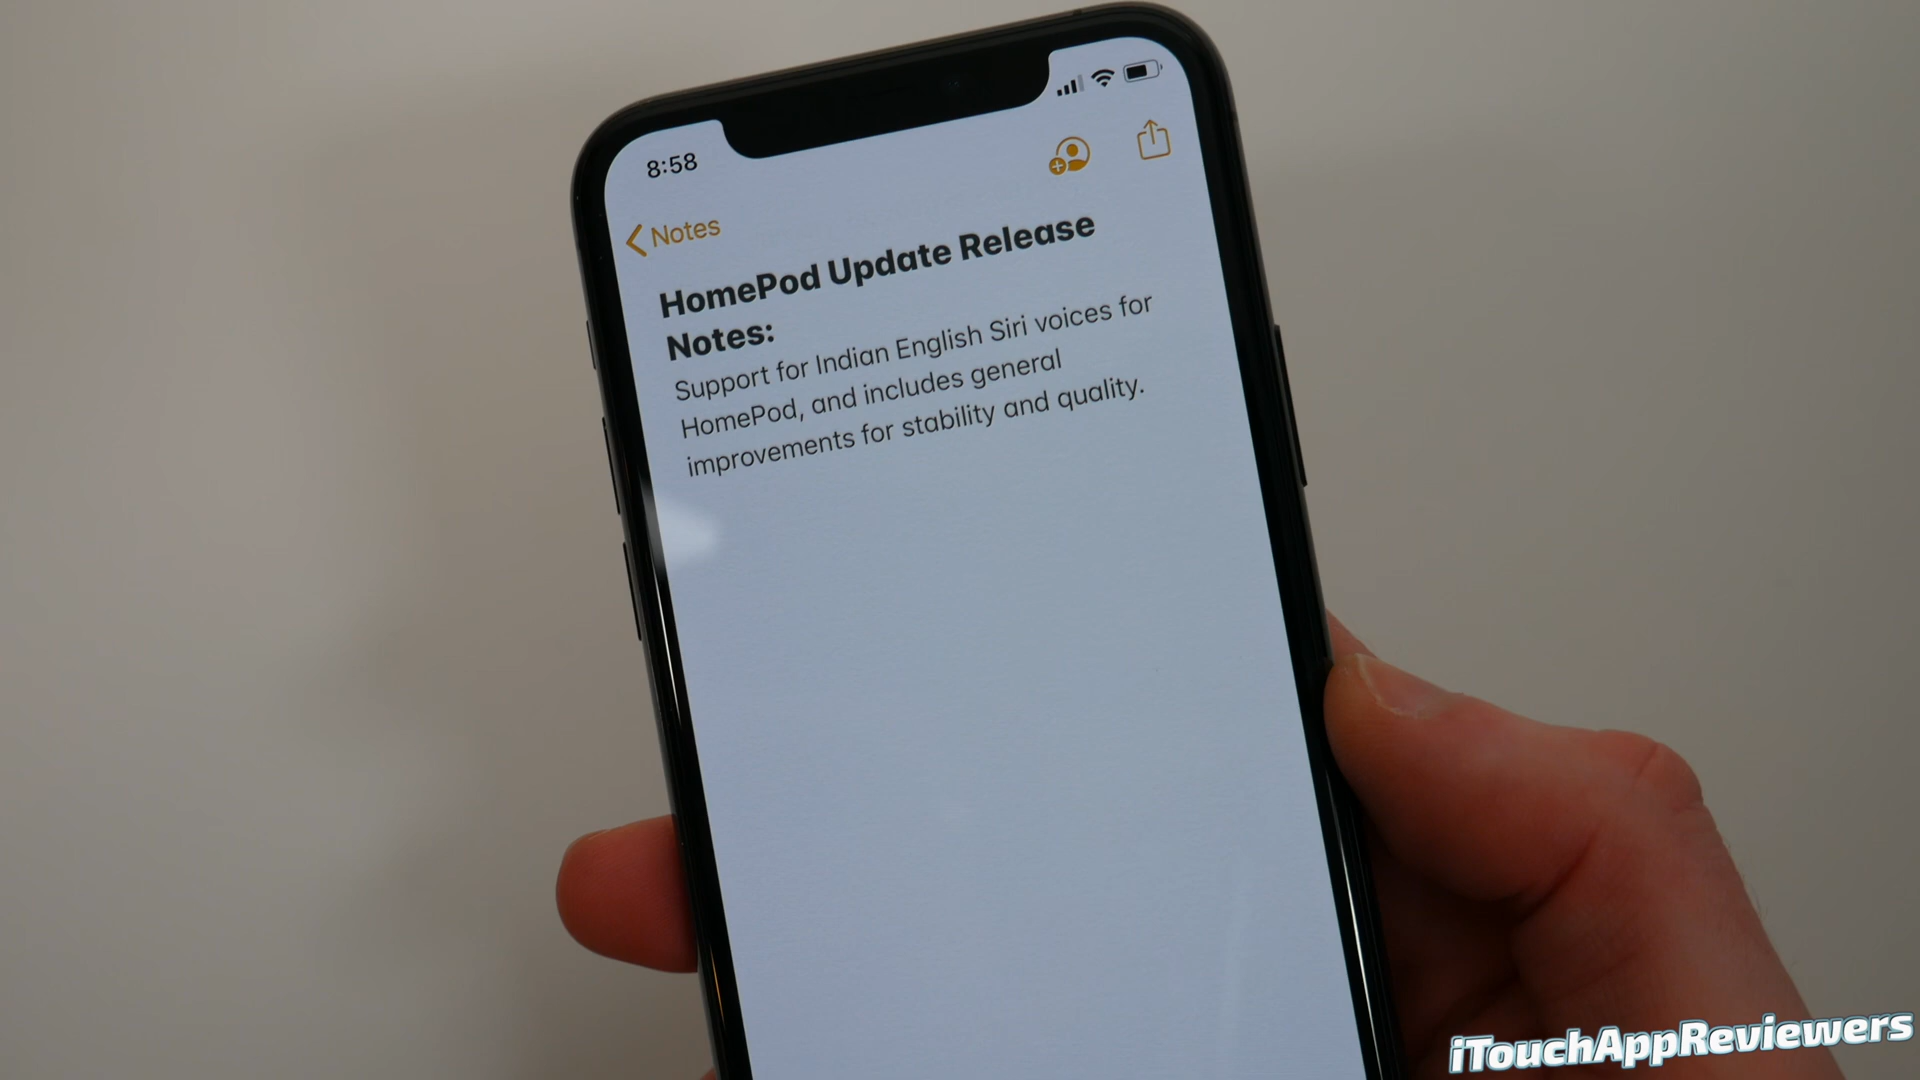 8:58
Notes
HomePod Update Release
Notes:
Support for Indian English Siri voices for
HomePod, and includes general
improvements for stability and quality.
iTouchAppReviewers